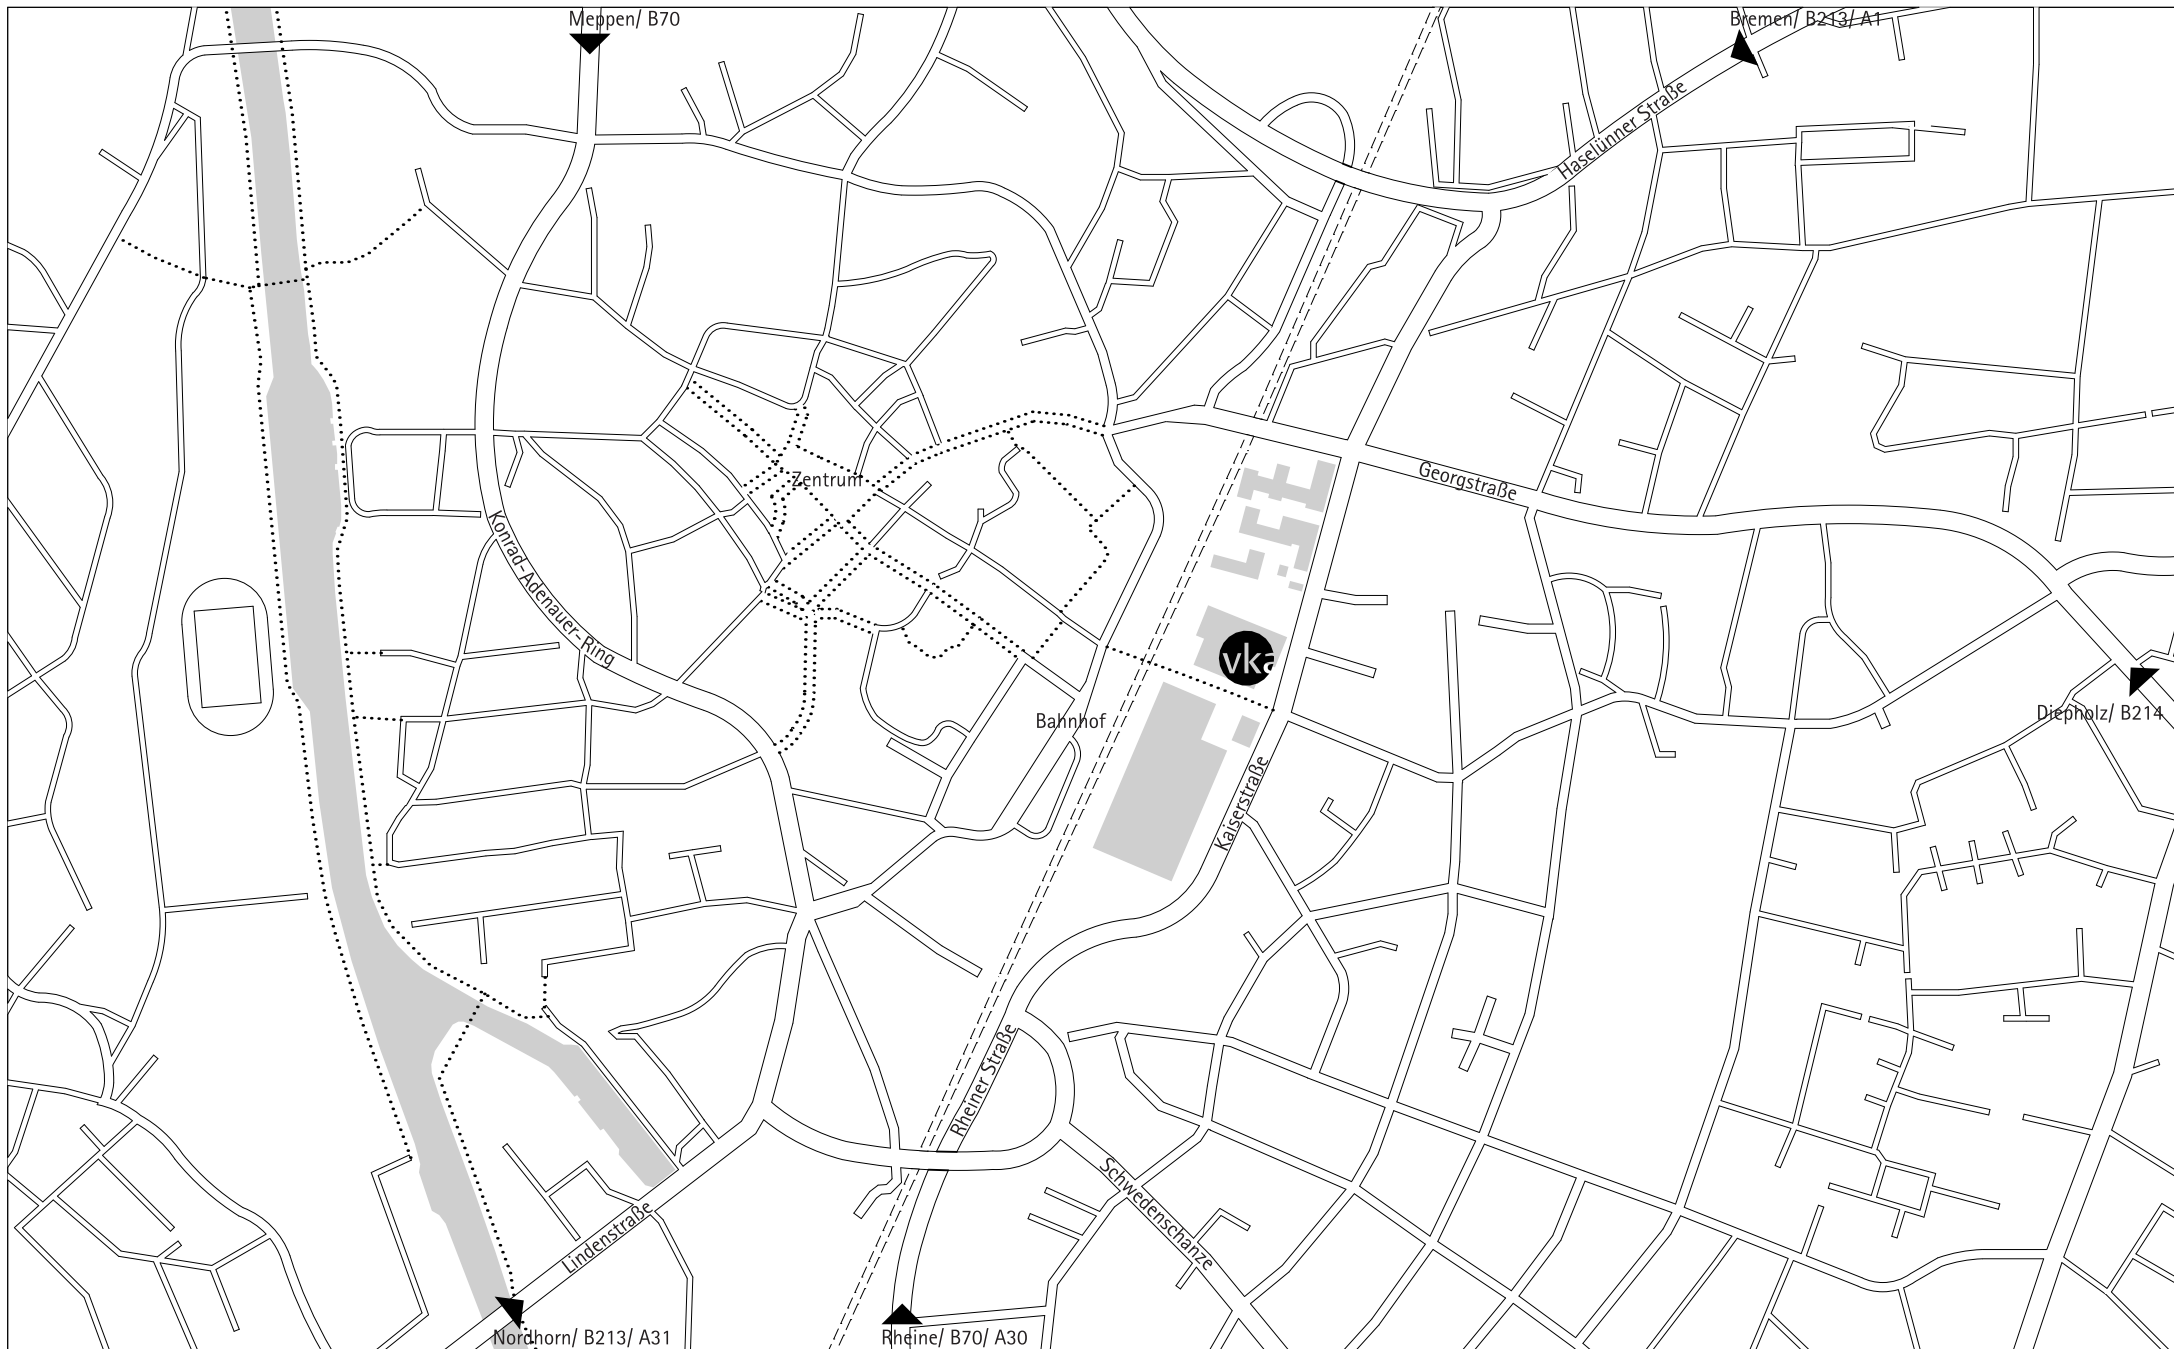 Meppen/ B70
Bremen/ B213/ A1
Haselünner Straße
Zentrum
Georgstraße
Konrad-Adenauer-Ring
vka
Bahnhof
Diepholz/ B214
Kaiserstraße
Rheiner Straße
Schwedenschanze
Lindenstraße
Nordhorn/ B213/ A31
Rheine/ B70/ A30